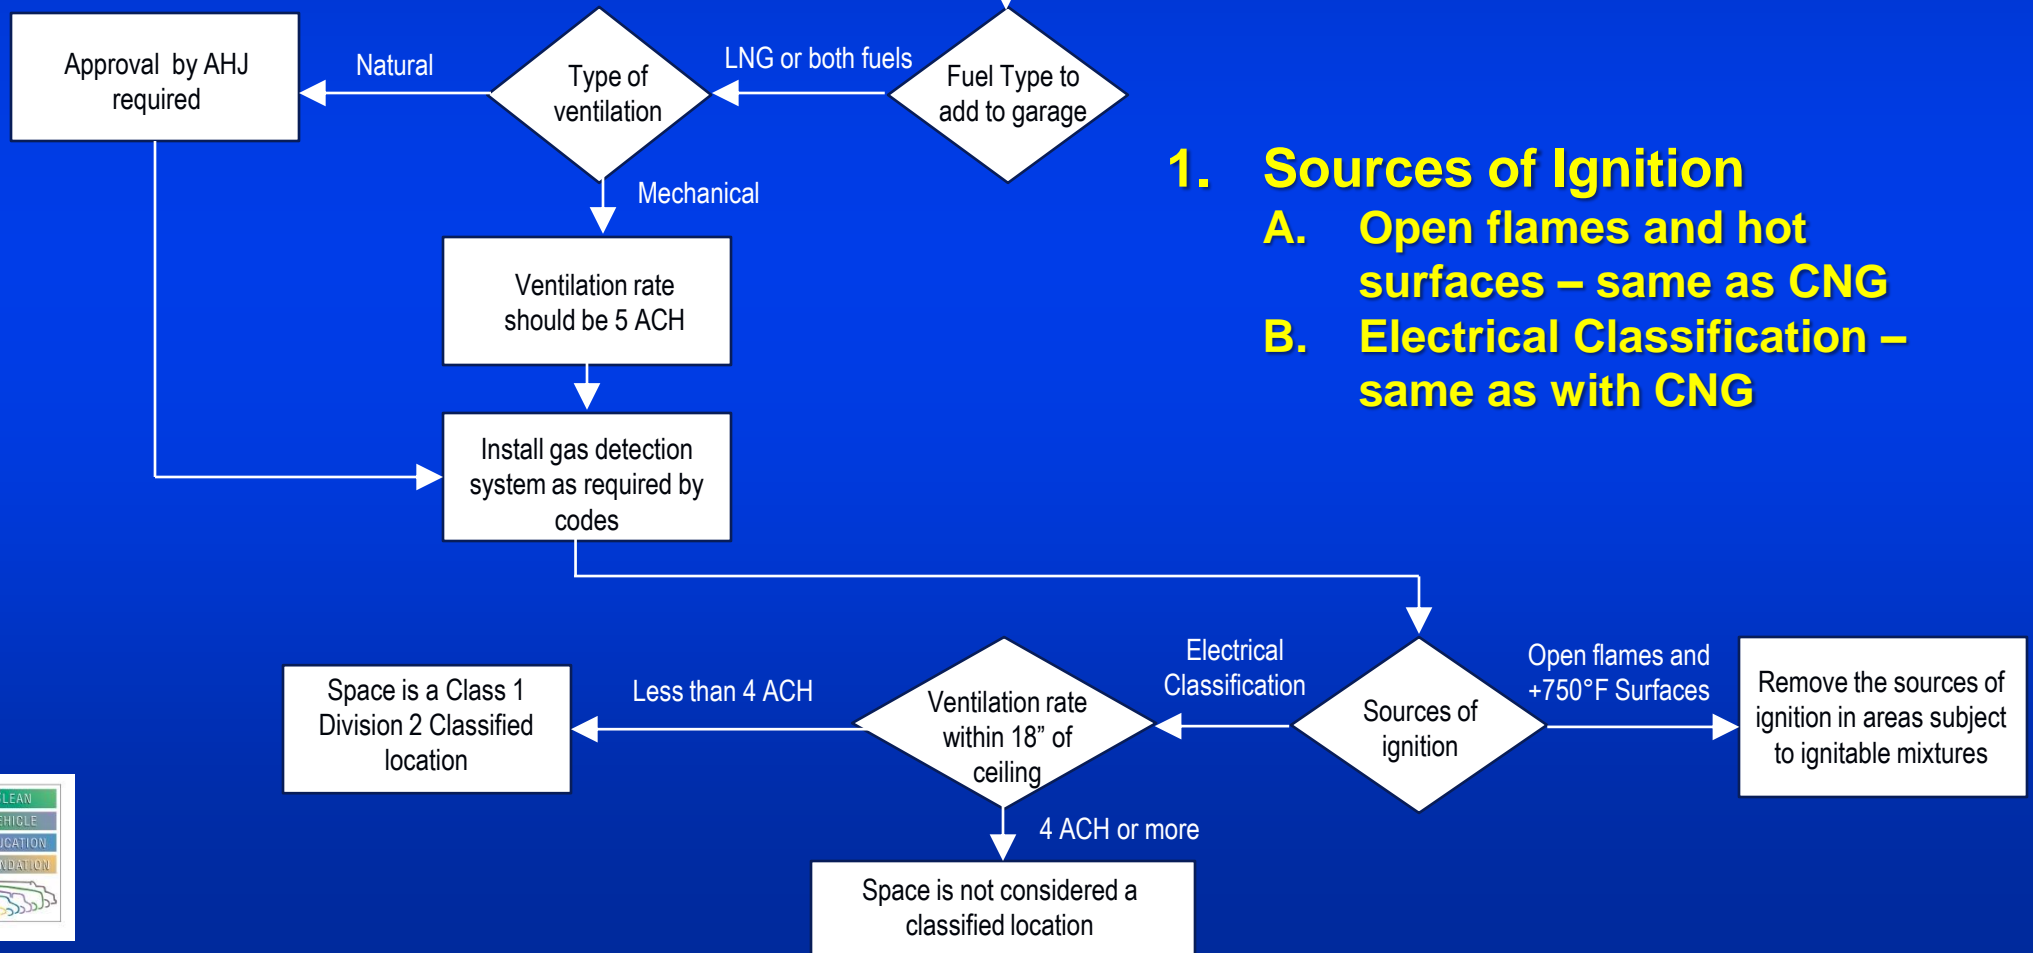 Approval by AHJ
required
Natural
Type of
ventilation
LNG or both fuels
Fuel Type to
add to garage
Mechanical
Ventilation rate
should be 5 ACH
Install gas detection
system as required by
codes
1. Sources of Ignition
A. Open flames and hot
surfaces – same as CNG
B. Electrical Classification –
same as with CNG
Space is a Class 1
Division 2 Classified
location
Less than 4 ACH
Ventilation rate
within 18” of
ceiling
Electrical
Classification
Sources of
ignition
Open flames and
+750°F Surfaces
Remove the sources of
ignition in areas subject
to ignitable mixtures
4 ACH or more
Space is not considered a
classified location
LEAN
EHICLE
UCATION
NDATION